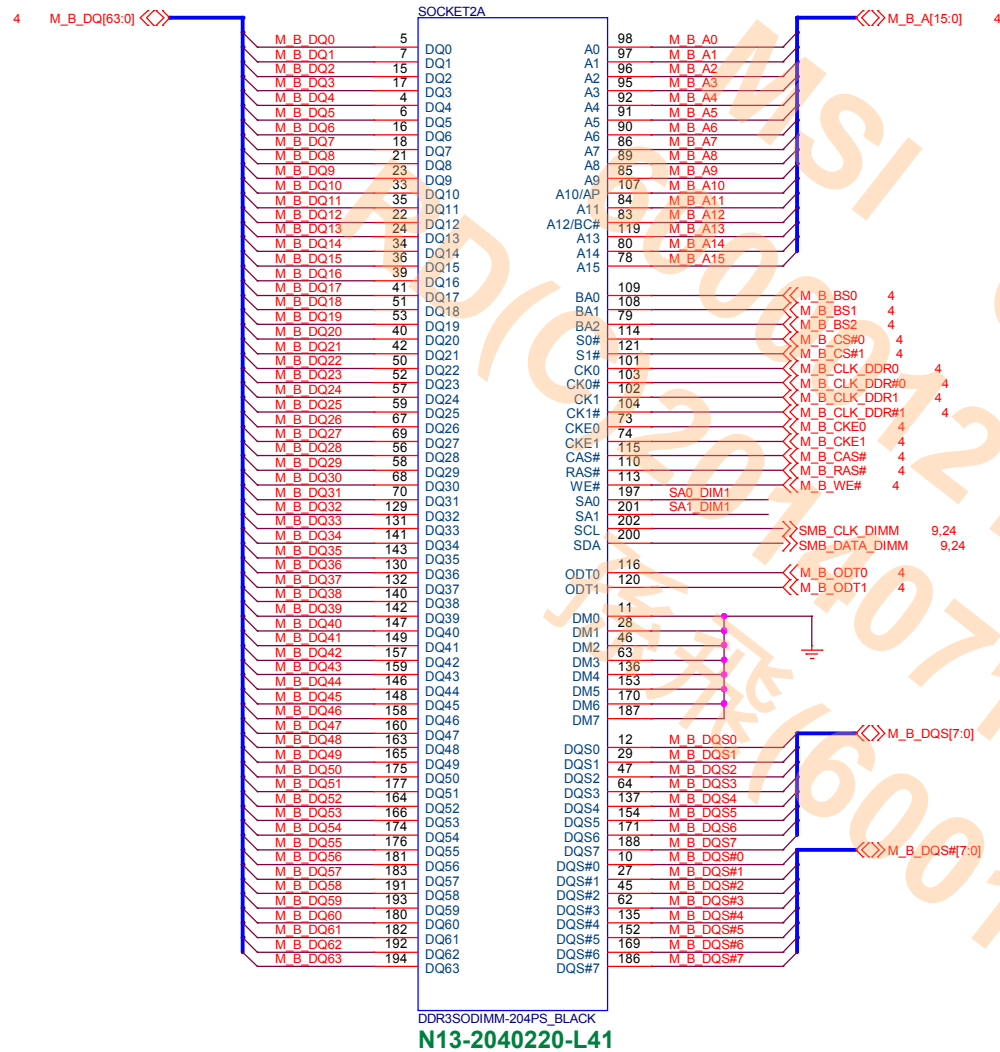 4 M_B_DQ[63:0]
SOCKET2A
M_B_A[15:0] 4
M_B_DQ0 5 DQ0
M_B_DQ1 7 DQ1
M_B_DQ2 15 DQ2
M_B_DQ3 17 DQ3
M_B_DQ4 4 DQ4
M_B_DQ5 6 DQ5
M_B_DQ6 16 DQ6
M_B_DQ7 18 DQ7
M_B_DQ8 21 DQ8
M_B_DQ9 23 DQ9
M_B_DQ10 33 DQ10
M_B_DQ11 35 DQ11
M_B_DQ12 22 DQ12
M_B_DQ13 24 DQ13
M_B_DQ14 34 DQ14
M_B_DQ15 36 DQ15
M_B_DQ16 39 DQ16
M_B_DQ17 41 DQ17
M_B_DQ18 51 DQ18
M_B_DQ19 53 DQ19
M_B_DQ20 40 DQ20
M_B_DQ21 42 DQ21
M_B_DQ22 50 DQ22
M_B_DQ23 52 DQ23
M_B_DQ24 57 DQ24
M_B_DQ25 59 DQ25
M_B_DQ26 67 DQ26
M_B_DQ27 69 DQ27
M_B_DQ28 56 DQ28
M_B_DQ29 58 DQ29
M_B_DQ30 68 DQ30
M_B_DQ31 70 DQ31
M_B_DQ32 129 DQ32
M_B_DQ33 131 DQ33
M_B_DQ34 141 DQ34
M_B_DQ35 143 DQ35
M_B_DQ36 130 DQ36
M_B_DQ37 132 DQ37
M_B_DQ38 140 DQ38
M_B_DQ39 142 DQ39
M_B_DQ40 147 DQ40
M_B_DQ41 149 DQ41
M_B_DQ42 157 DQ42
M_B_DQ43 159 DQ43
M_B_DQ44 146 DQ44
M_B_DQ45 148 DQ45
M_B_DQ46 158 DQ46
M_B_DQ47 160 DQ47
M_B_DQ48 163 DQ48
M_B_DQ49 165 DQ49
M_B_DQ50 175 DQ50
M_B_DQ51 177 DQ51
M_B_DQ52 164 DQ52
M_B_DQ53 166 DQ53
M_B_DQ54 174 DQ54
M_B_DQ55 176 DQ55
M_B_DQ56 181 DQ56
M_B_DQ57 183 DQ57
M_B_DQ58 191 DQ58
M_B_DQ59 193 DQ59
M_B_DQ60 180 DQ60
M_B_DQ61 182 DQ61
M_B_DQ62 192 DQ62
M_B_DQ63 194 DQ63
A0 98 M_B_A0
A1 97 M_B_A1
A2 96 M_B_A2
A3 95 M_B_A3
A4 92 M_B_A4
A5 91 M_B_A5
A6 90 M_B_A6
A7 86 M_B_A7
A8 89 M_B_A8
A9 85 M_B_A9
A10/AP 107 M_B_A10
A11 84 M_B_A11
A12/BC# 83 M_B_A12
A13 119 M_B_A13
A14 80 M_B_A14
A15 78 M_B_A15
BA0 109 M_B_BS0 4
BA1 108 M_B_BS1 4
BA2 79 M_B_BS2 4
S0# 114 M_B_CS#0 4
S1# 121 M_B_CS#1 4
CK0 101 M_B_CLK_DDR0 4
CK0# 103 M_B_CLK_DDR#0 4
CK1 102 M_B_CLK_DDR1 4
CK1# 104 M_B_CLK_DDR#1 4
CKE0 73 M_B_CKE0 4
CKE1 74 M_B_CKE1 4
CAS# 115 M_B_CAS# 4
RAS# 110 M_B_RAS# 4
WE# 113 M_B_WE# 4
SA0 197 SA0_DIM1
SA1 201 SA1_DIM1
SCL 202 SMB_CLK_DIMM 9,24
SDA 200 SMB_DATA_DIMM 9,24
ODT0 116 M_B_ODT0 4
ODT1 120 M_B_ODT1 4
DM0 11
DM1 28
DM2 46
DM3 63
DM4 136
DM5 153
DM6 170
DM7 187
M_B_DQS[7:0]
DQS0 12 M_B_DQS0
DQS1 29 M_B_DQS1
DQS2 47 M_B_DQS2
DQS3 64 M_B_DQS3
DQS4 137 M_B_DQS4
DQS5 154 M_B_DQS5
DQS6 171 M_B_DQS6
DQS7 188 M_B_DQS7
M_B_DQS#[7:0]
DQS#0 10 M_B_DQS#0
DQS#1 27 M_B_DQS#1
DQS#2 45 M_B_DQS#2
DQS#3 62 M_B_DQS#3
DQS#4 135 M_B_DQS#4
DQS#5 152 M_B_DQS#5
DQS#6 169 M_B_DQS#6
DQS#7 186 M_B_DQS#7
DDR3SODIMM-204PS_BLACK
N13-2040220-L41
MSI